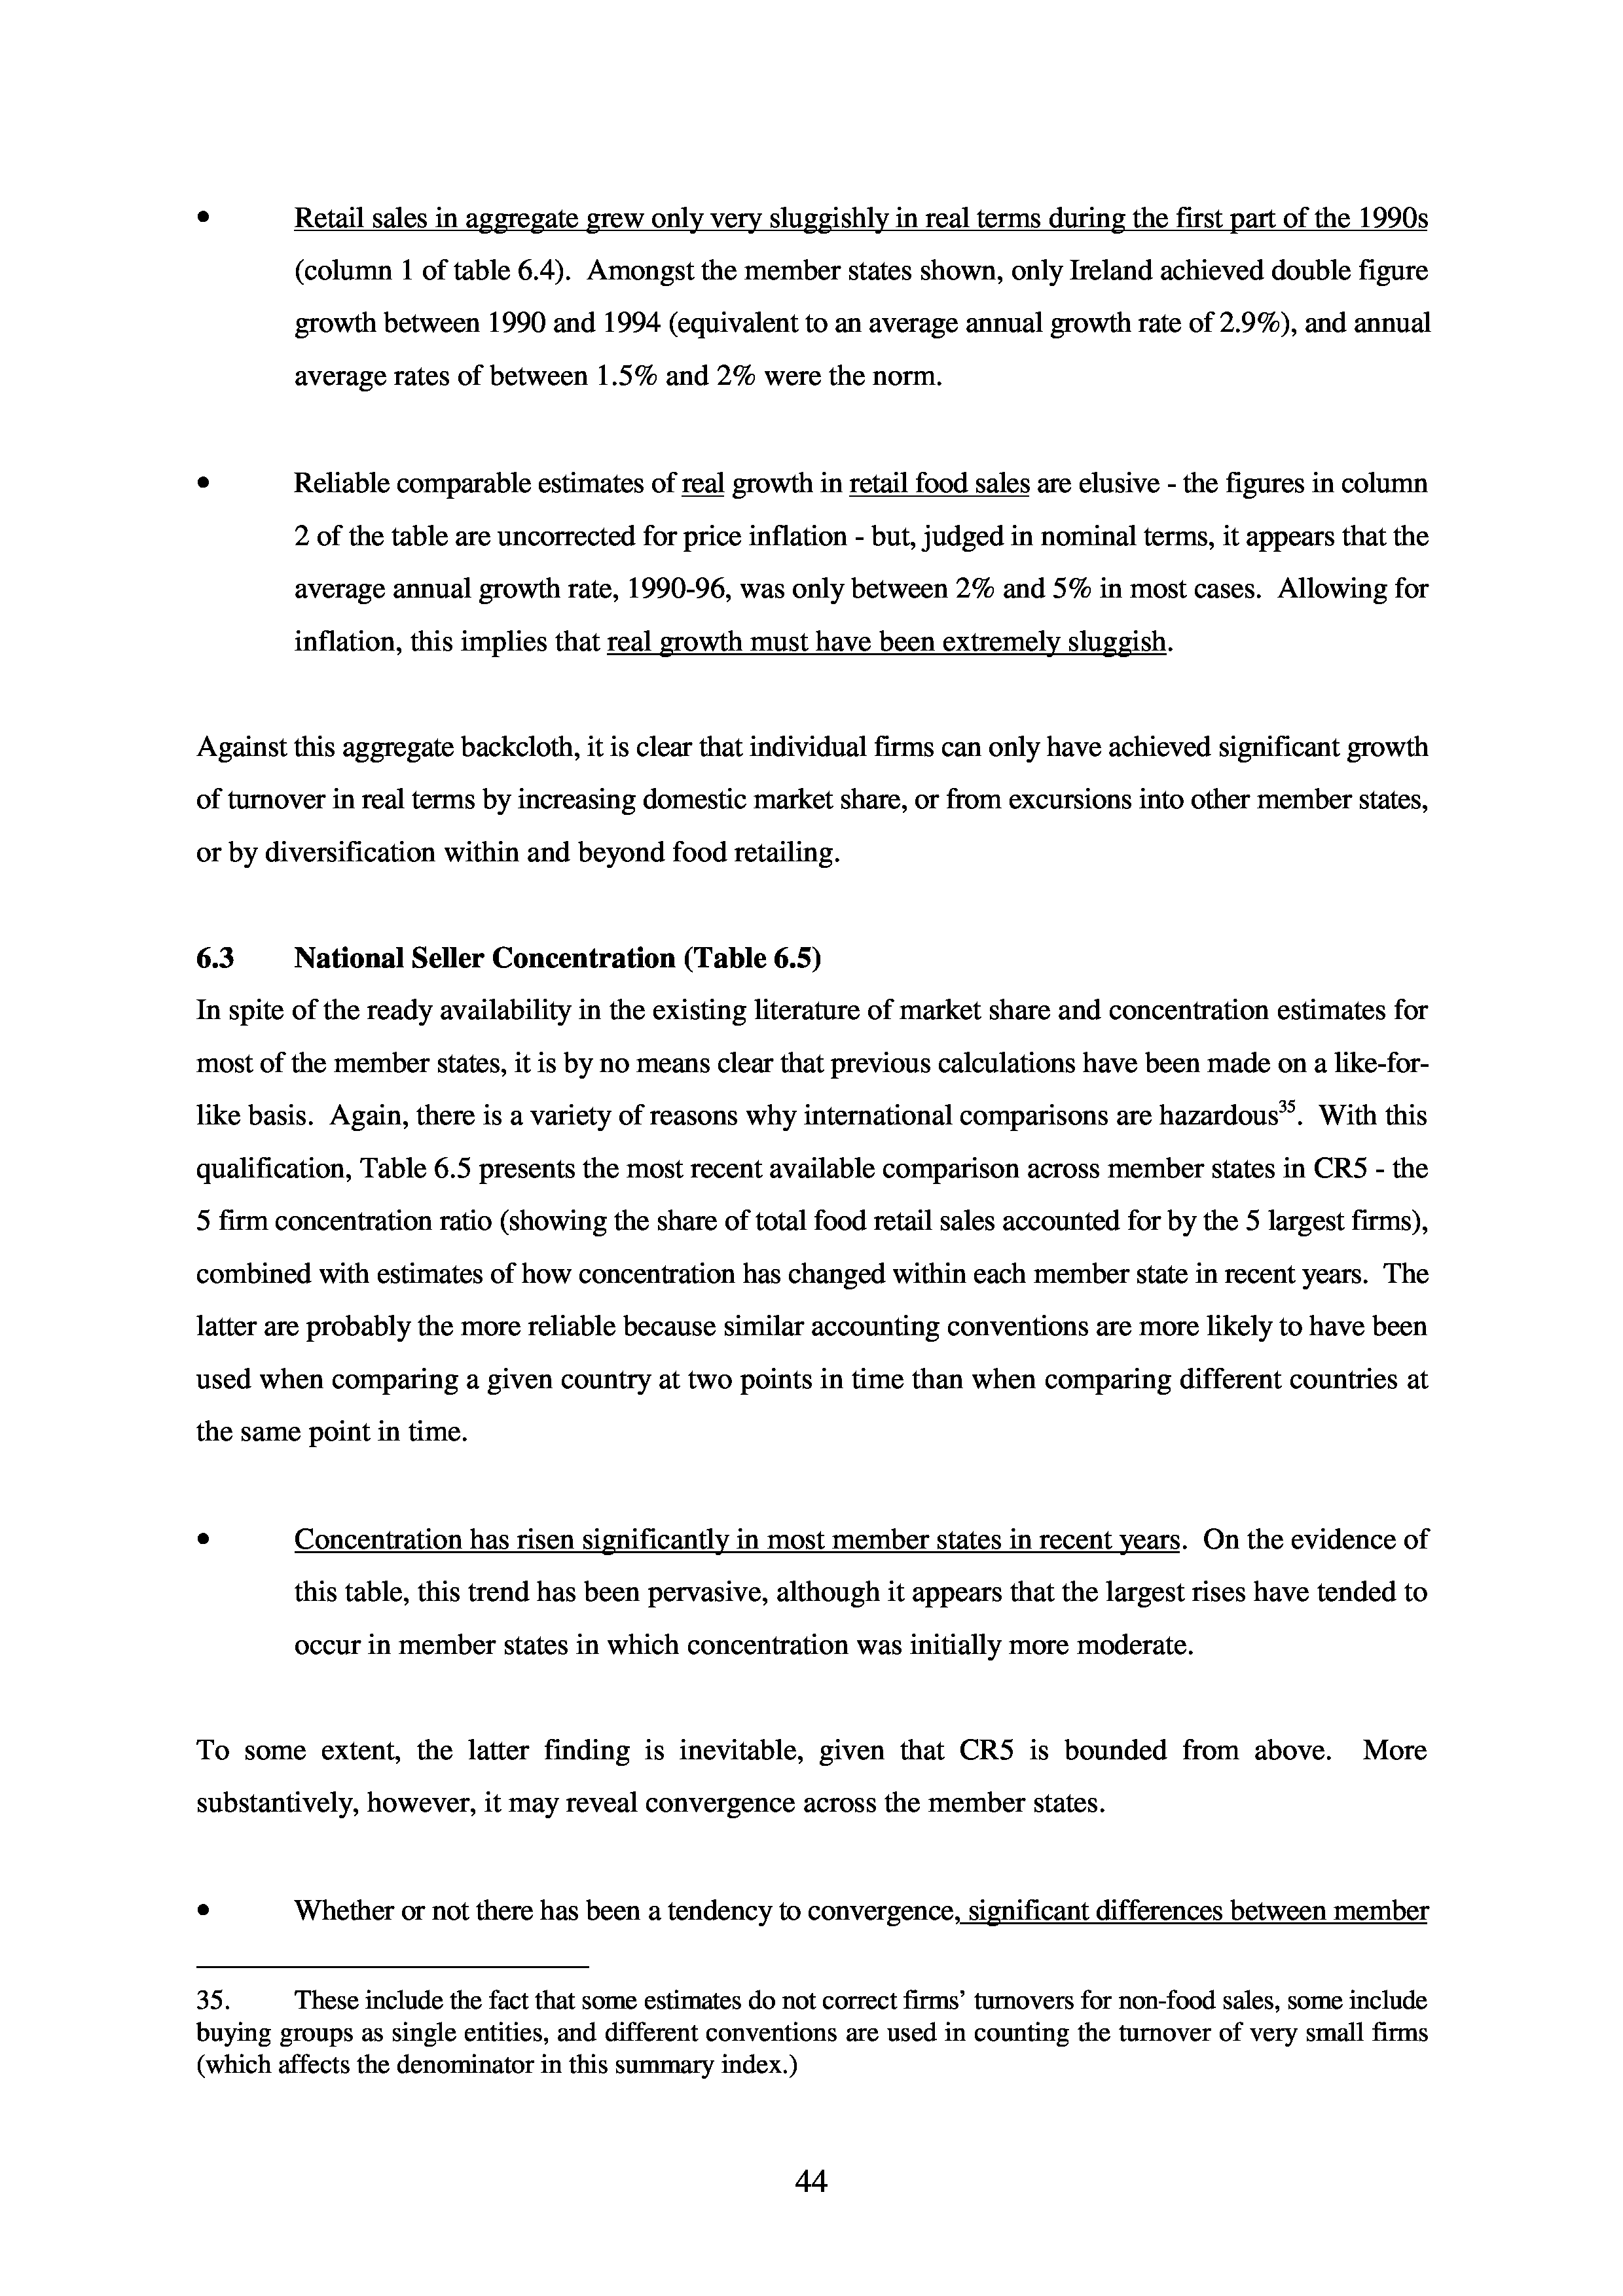 • Retail sales in aggregate grew only very sluggishly in real terms during the first part of the 1990s
(column 1 of table 6.4). Amongst the member states shown, only Ireland achieved double figure
growth between 1990 and 1994 (equivalent to an average annual growth rate of 2.9%), and annual
average rates of between 1.5% and 2% were the norm.
• Reliable comparable estimates of real growth in retail food sales are elusive - the figures in column
2 of the table are uncorrected for price inflation - but, judged in nominal terms, it appears that the
average annual growth rate, 1990-96, was only between 2% and 5% in most cases. Allowing for
inflation, this implies that real growth must have been extremely sluggish.
Against this aggregate backcloth, it is clear that individual firms can only have achieved significant growth
of turnover in real terms by increasing domestic market share, or from excursions into other member states,
or by diversification within and beyond food retailing.
6.3 National Seller Concentration (Table 6.5)
In spite of the ready availability in the existing literature of market share and concentration estimates for
most of the member states, it is by no means clear that previous calculations have been made on a like-for-
like basis. Again, there is a variety of reasons why international comparisons are hazardous35. With this
qualification, Table 6.5 presents the most recent available comparison across member states in CR5 - the
5 firm concentration ratio (showing the share of total food retail sales accounted for by the 5 largest firms),
combined with estimates of how concentration has changed within each member state in recent years. The
latter are probably the more reliable because similar accounting conventions are more likely to have been
used when comparing a given country at two points in time than when comparing different countries at
the same point in time.
• Concentration has risen significantly in most member states in recent years. On the evidence of
this table, this trend has been pervasive, although it appears that the largest rises have tended to
occur in member states in which concentration was initially more moderate.
To some extent, the latter finding is inevitable, given that CR5 is bounded from above. More
substantively, however, it may reveal convergence across the member states.
• Whether or not there has been a tendency to convergence, significant differences between member
35. These include the fact that some estimates do not correct firms’ turnovers for non-food sales, some include
buying groups as single entities, and different conventions are used in counting the turnover of very small firms
(which affects the denominator in this summary index.)
44